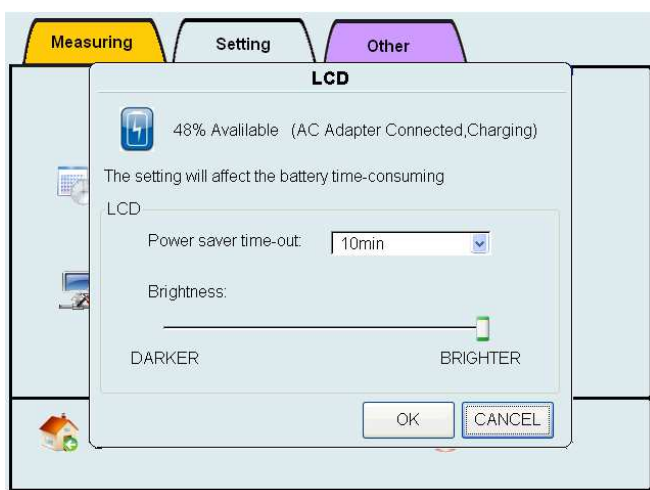 Measuring Setting Other
LCD
48% Avalilable (AC Adapter Connected,Charging)
The setting will affect the battery time-consuming
LCD
Power saver time-out: 10min
Brightness:
DARKER BRIGHTER
OK CANCEL